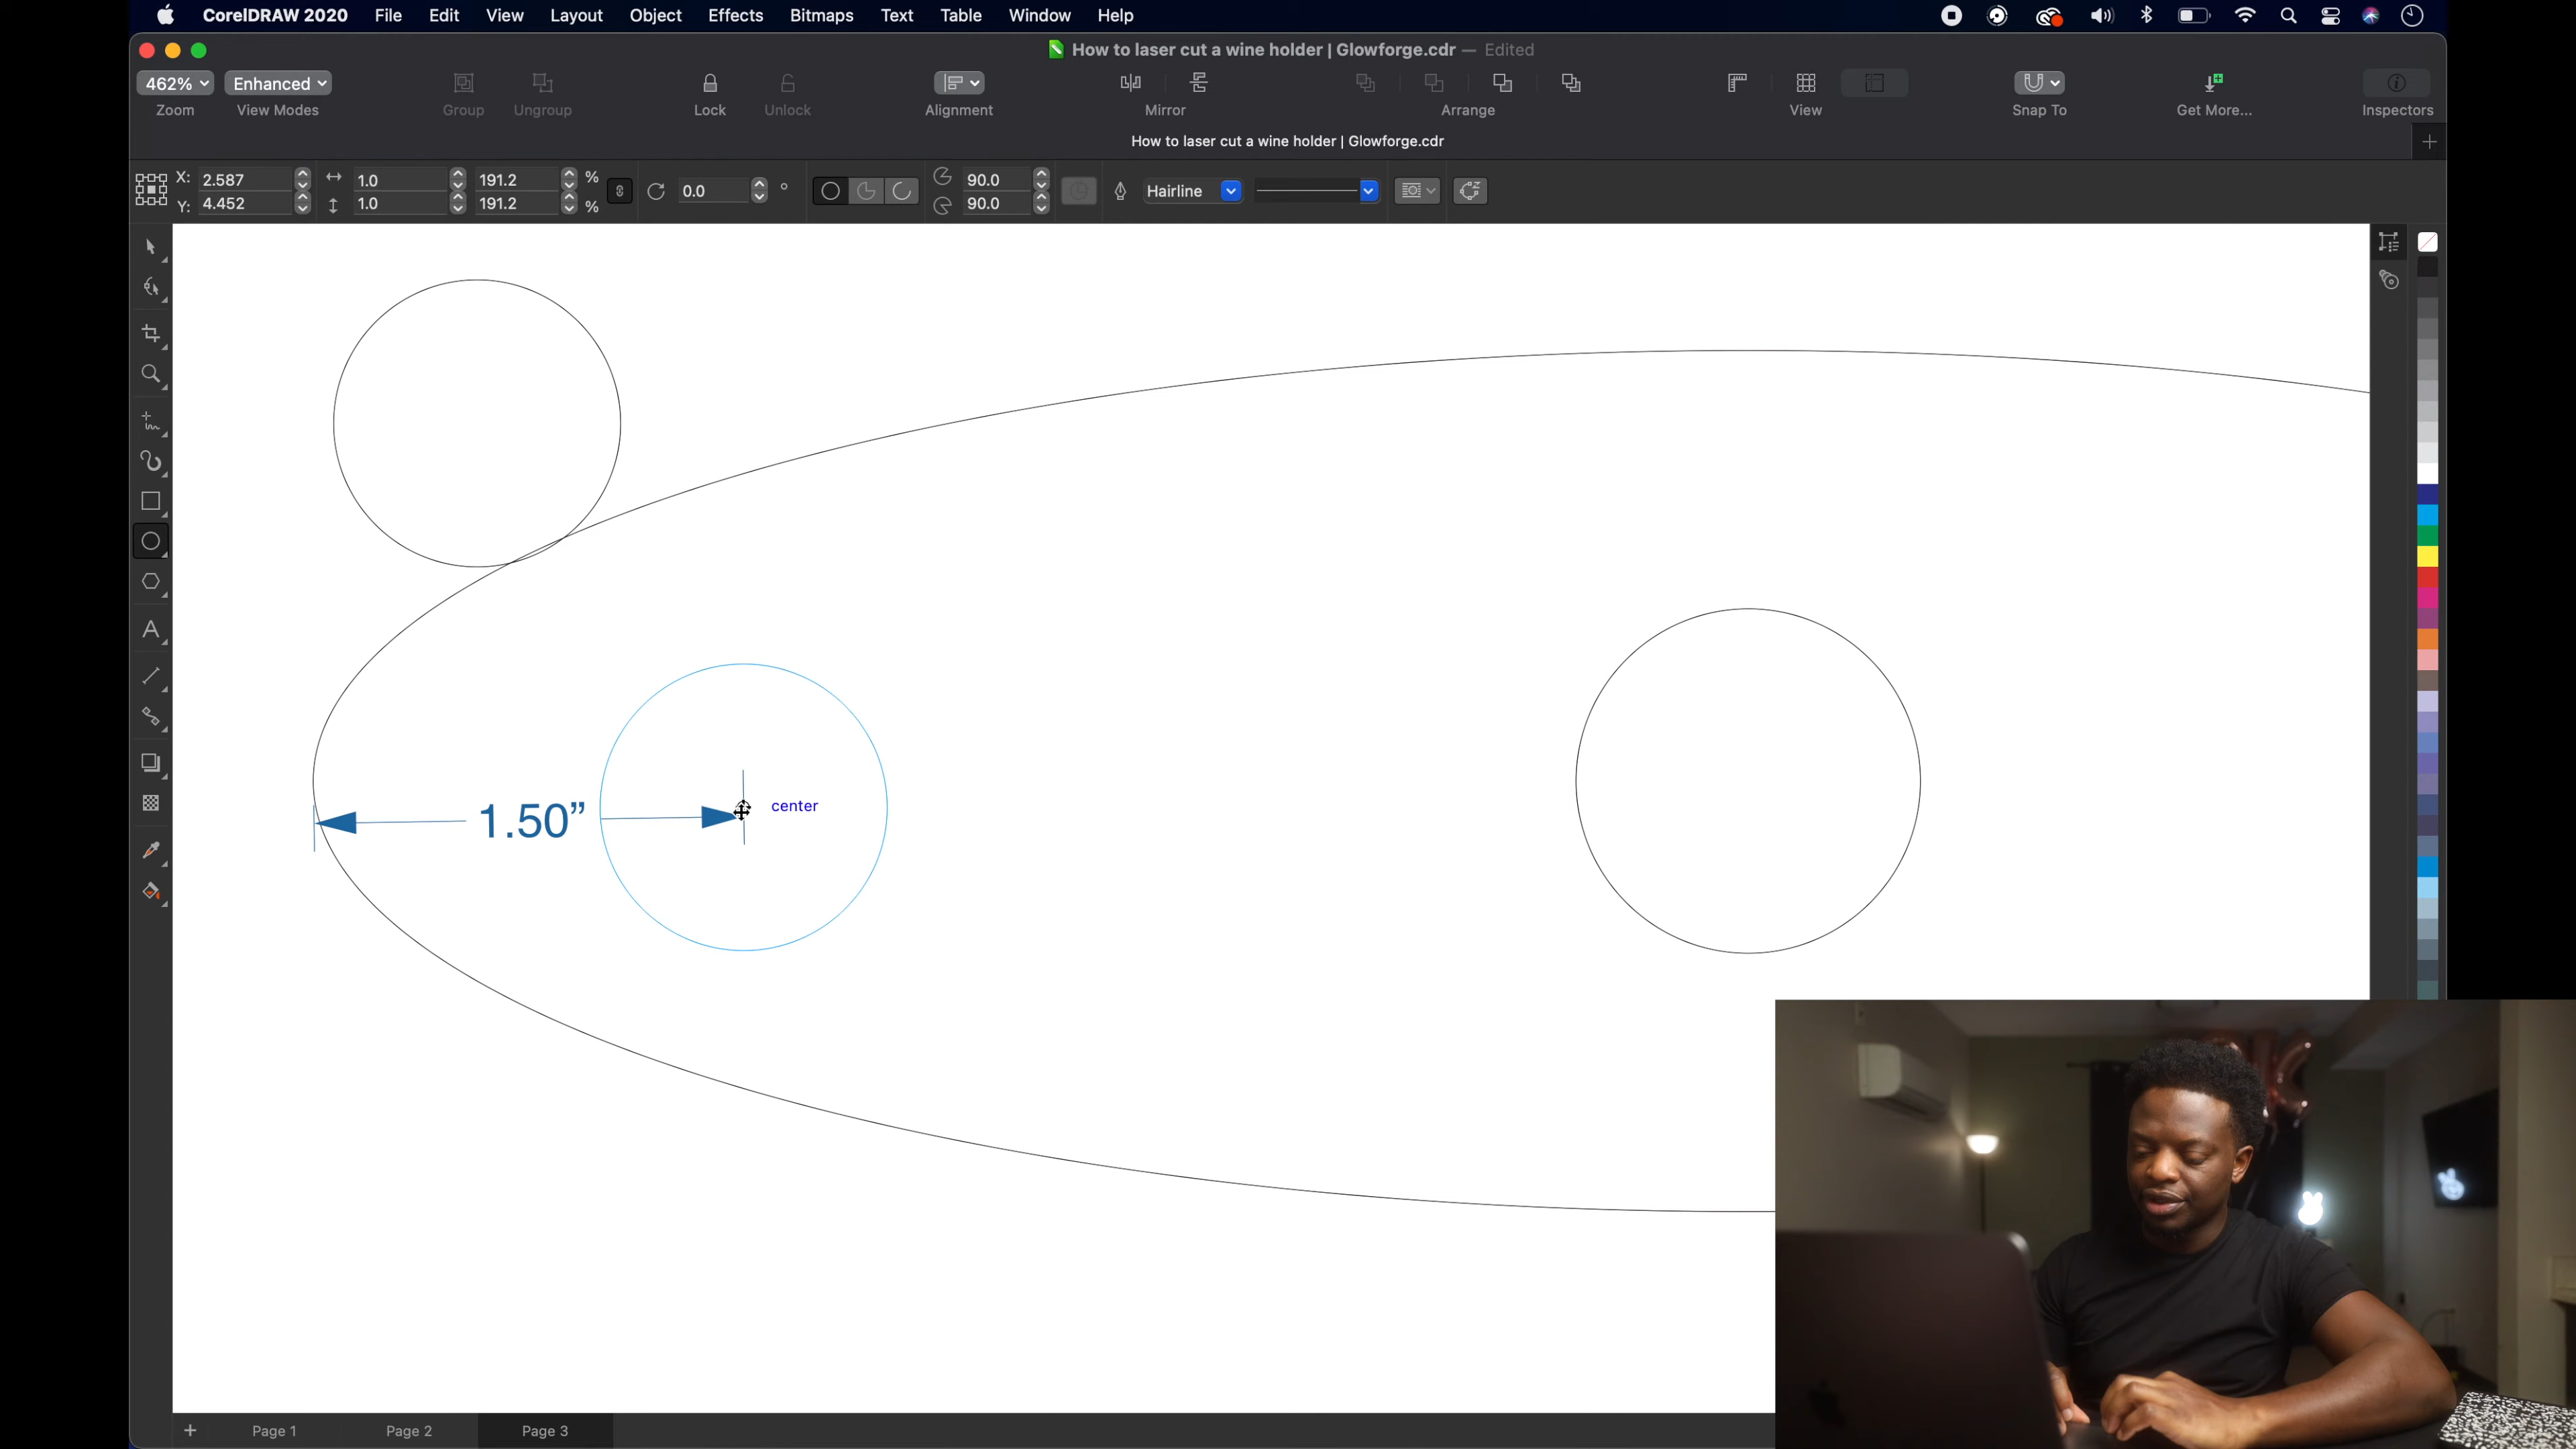 CorelDRAW 2020 File Edit View Layout Object Effects Bitmaps Text Table Window Help
How to laser cut a wine holder | Glowforge.cdr — Edited
462% Enhanced
Zoom View Modes Group Ungroup Lock Unlock Alignment Mirror Arrange View Snap To Get More... Inspectors
How to laser cut a wine holder | Glowforge.cdr
X: 2.587 1.0 191.2 % 0.0 ° 90.0 Hairline
Y: 4.452 1.0 191.2 % 90.0
center
1.50”
Page 1 Page 2 Page 3